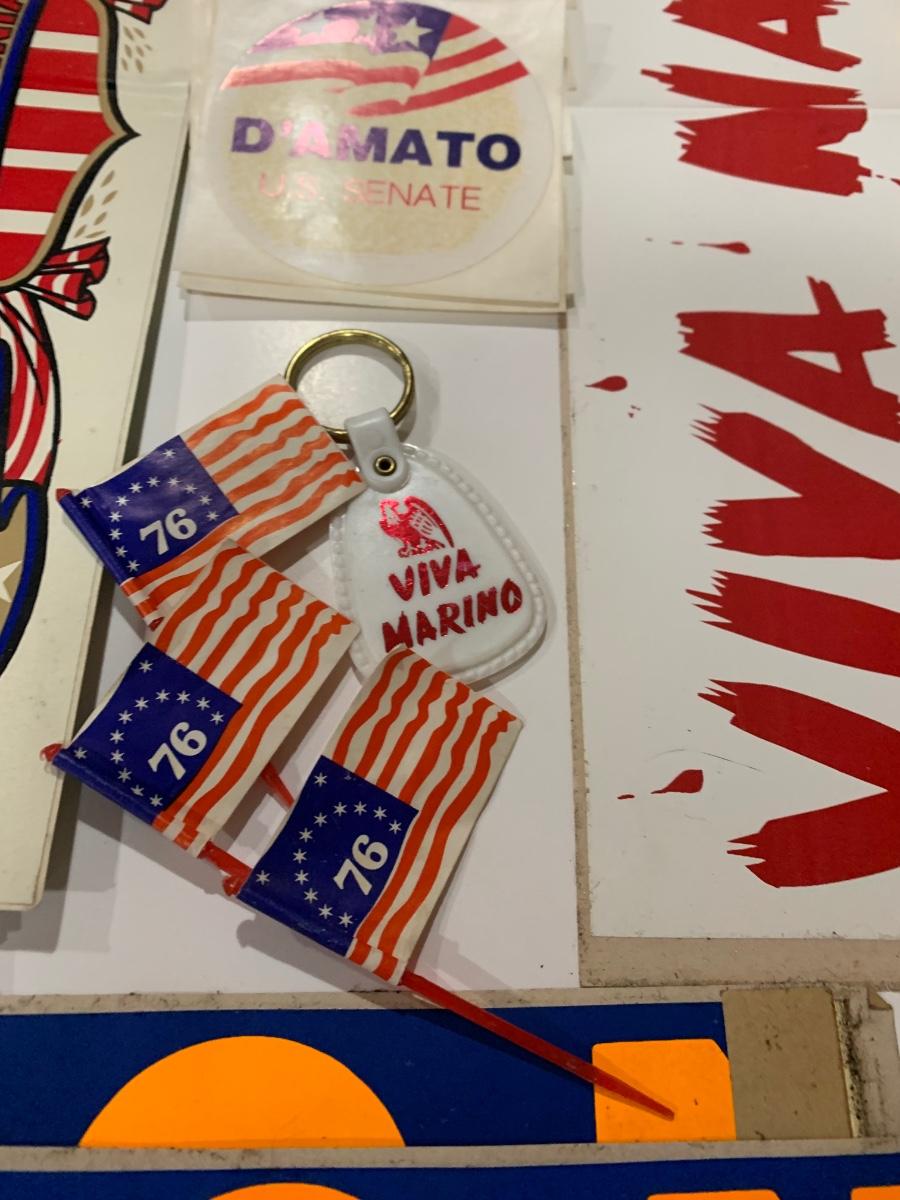 D'AMATO
U.S. SENATE
VIVA
MARINO
76
76
76
VIVA